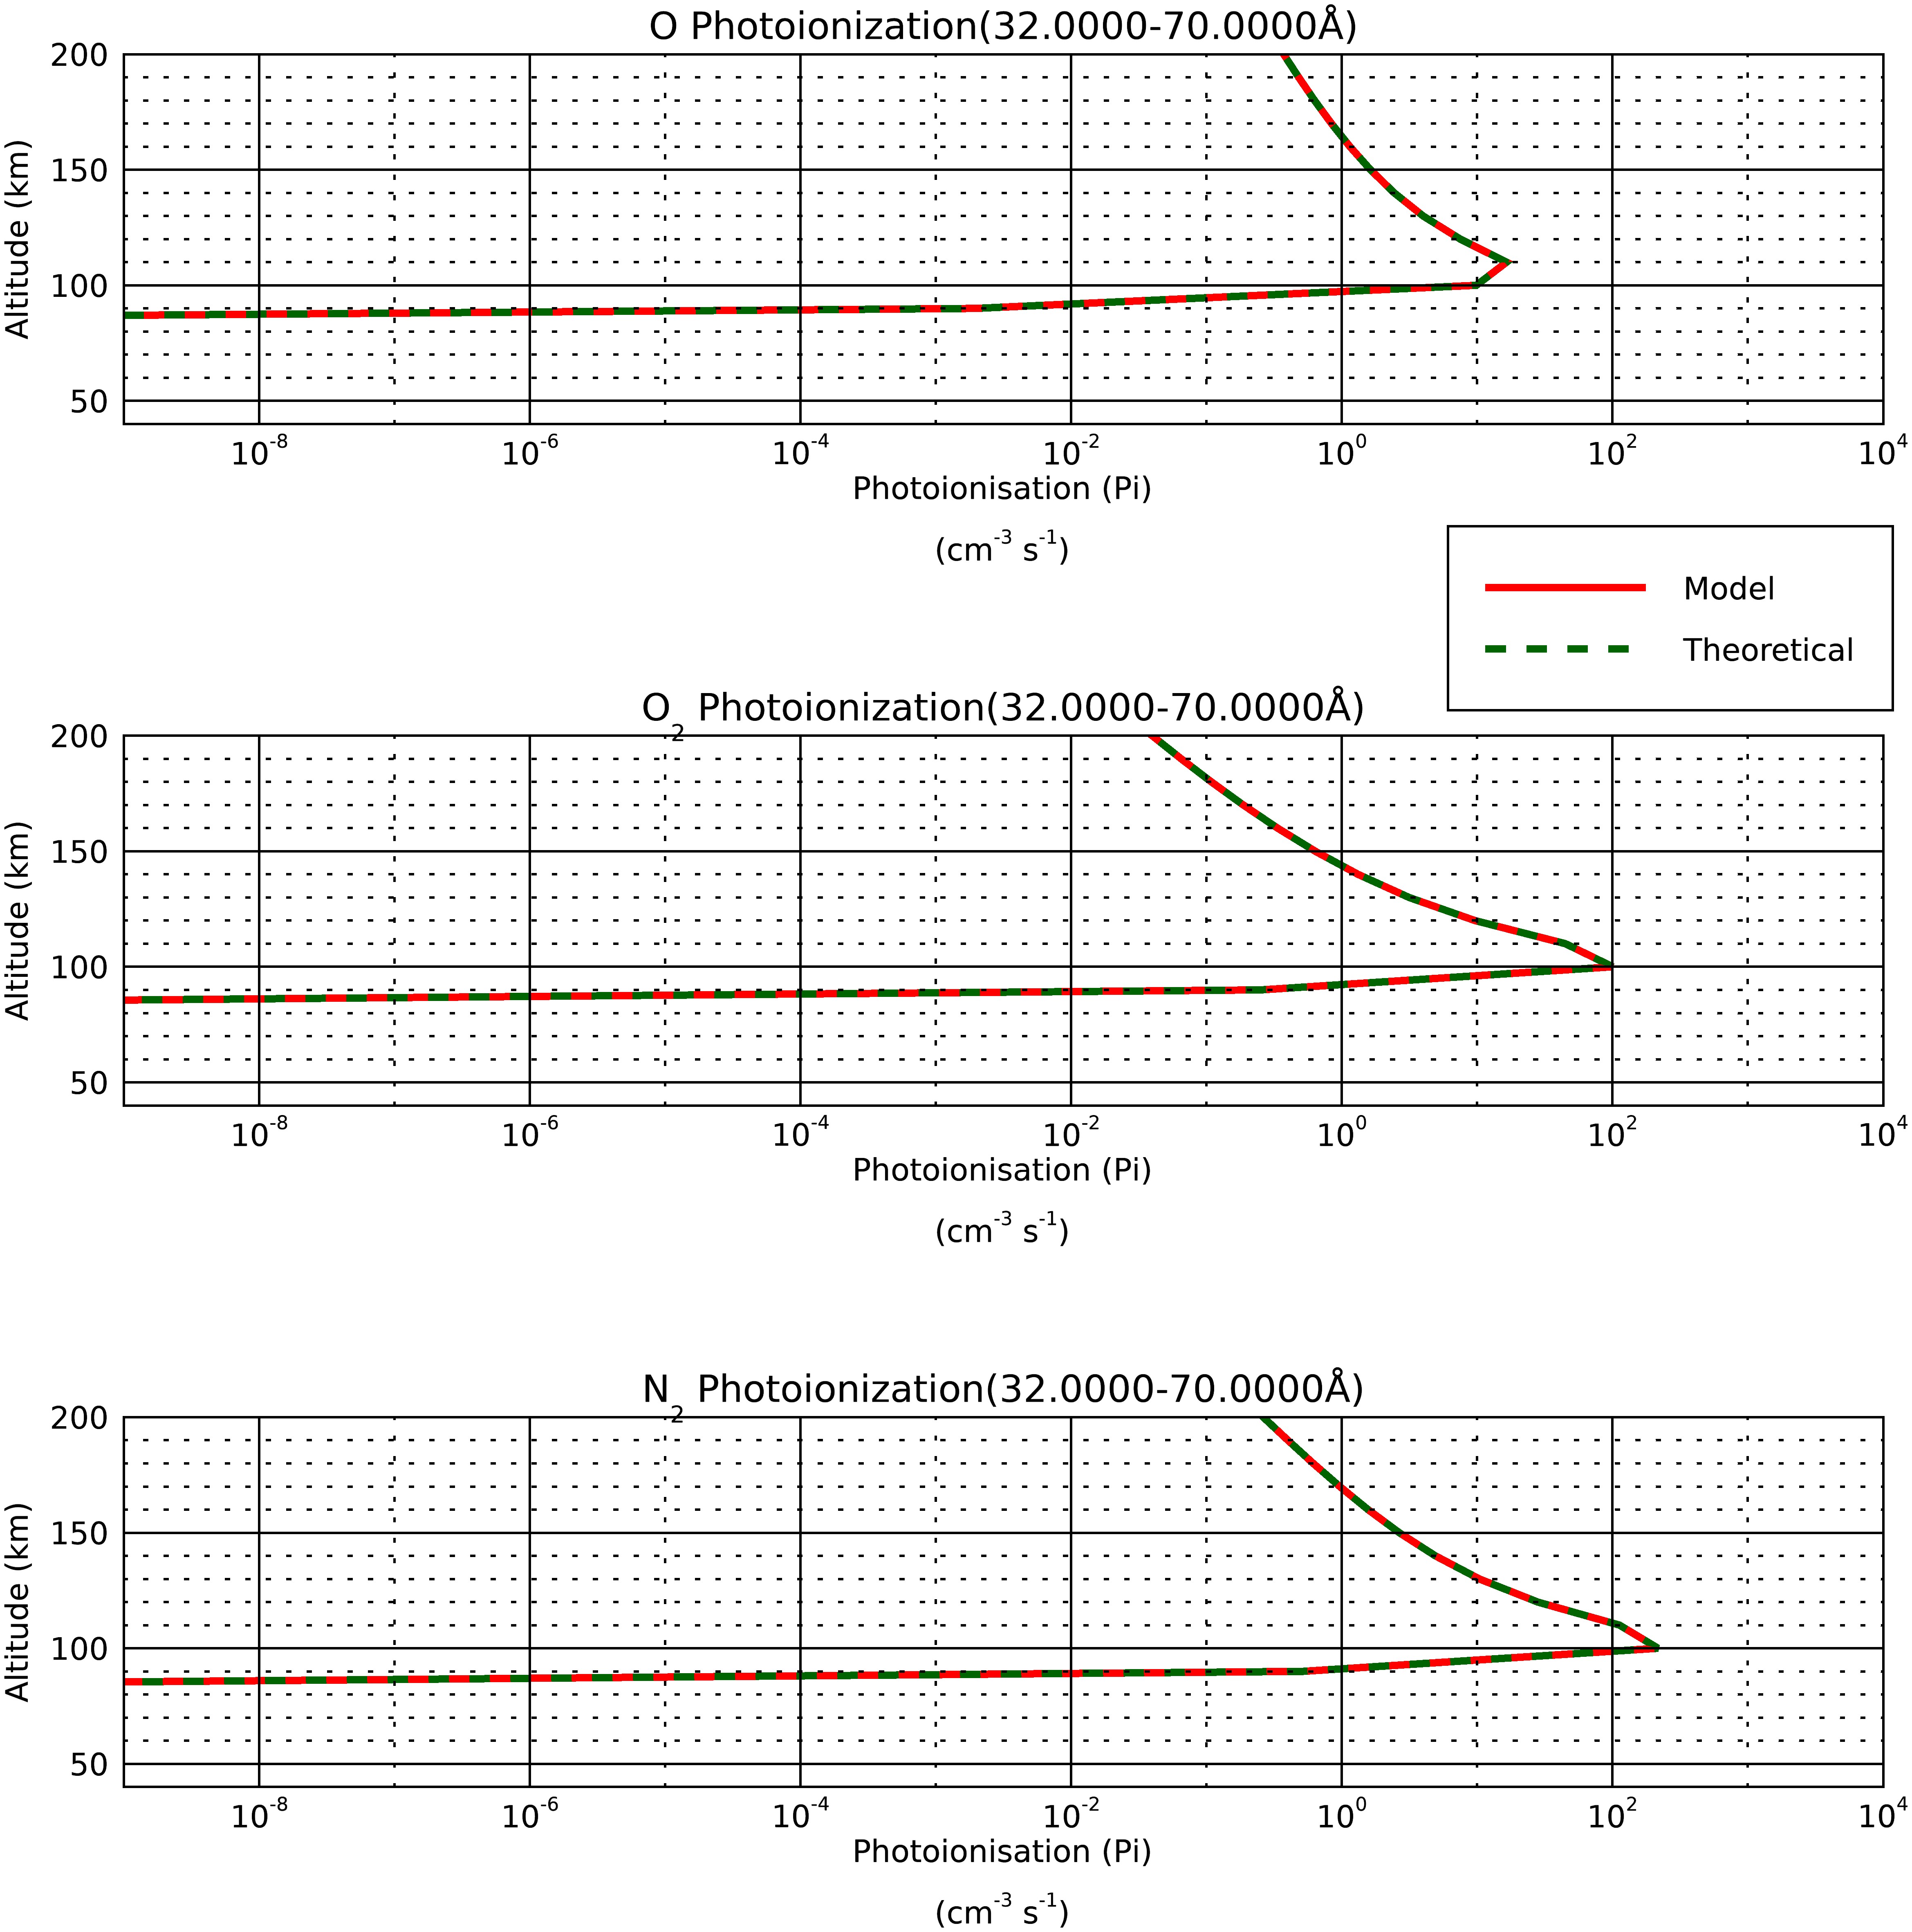 O Photoionization(32.0000-70.0000Å)
200
150
100
50
Altitude (km)
10-8 10-6 10-4 10-2 100 102 104
Photoionisation (Pi)
(cm-3 s-1)
Model
Theoretical
O2 Photoionization(32.0000-70.0000Å)
200
150
100
50
Altitude (km)
10-8 10-6 10-4 10-2 100 102 104
Photoionisation (Pi)
(cm-3 s-1)
N2 Photoionization(32.0000-70.0000Å)
200
150
100
50
Altitude (km)
10-8 10-6 10-4 10-2 100 102 104
Photoionisation (Pi)
(cm-3 s-1)